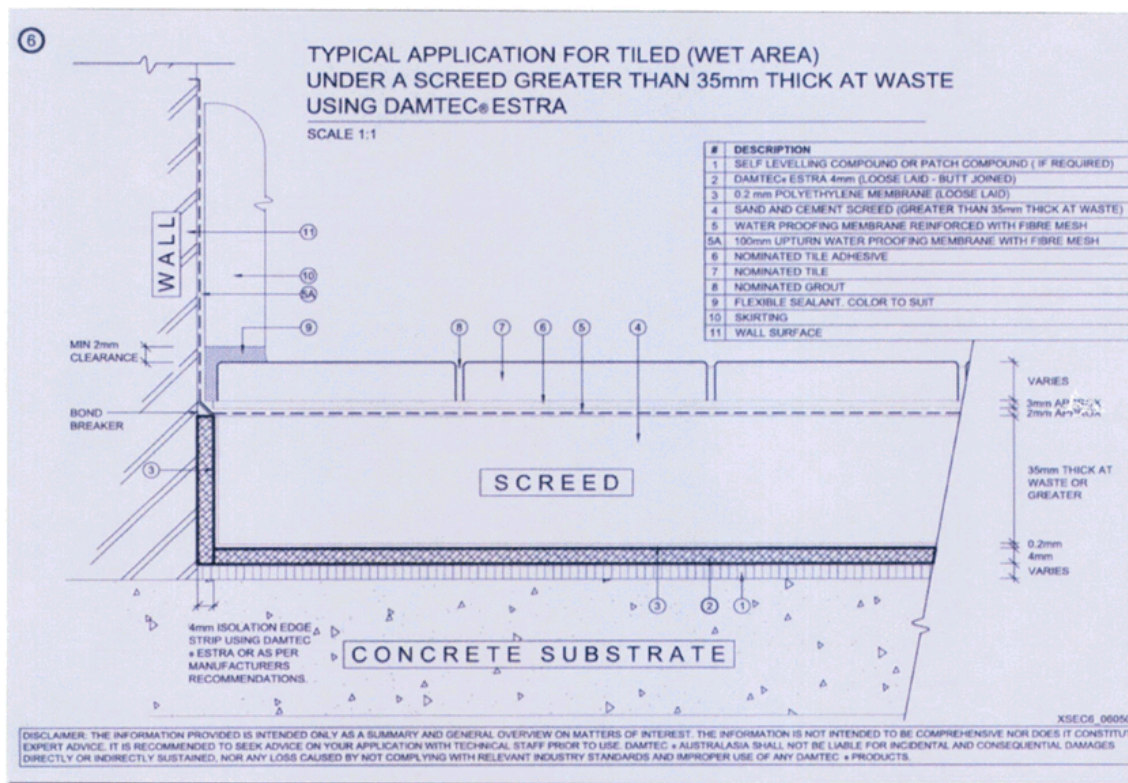 6
TYPICAL APPLICATION FOR TILED (WET AREA)
UNDER A SCREED GREATER THAN 35mm THICK AT WASTE
USING DAMTEC® ESTRA
SCALE 1:1
# DESCRIPTION
1 SELF LEVELLING COMPOUND OR PATCH COMPOUND ( IF REQUIRED)
2 DAMTEC® ESTRA 4mm (LOOSE LAID - BUTT JOINED)
3 0.2 mm POLYETHYLENE MEMBRANE (LOOSE LAID)
4 SAND AND CEMENT SCREED (GREATER THAN 35mm THICK AT WASTE)
5 WATER PROOFING MEMBRANE REINFORCED WITH FIBRE MESH
5A 100mm UPTURN WATER PROOFING MEMBRANE WITH FIBRE MESH
6 NOMINATED TILE ADHESIVE
7 NOMINATED TILE
8 NOMINATED GROUT
9 FLEXIBLE SEALANT. COLOR TO SUIT
10 SKIRTING
11 WALL SURFACE
WALL
11
10
5A
9
8
7
6
5
4
MIN 2mm
CLEARANCE
BOND
BREAKER
3
VARIES
3mm
2mm
35mm THICK AT
WASTE OR
GREATER
0.2mm
4mm
VARIES
SCREED
3
2
1
4mm ISOLATION EDGE
STRIP USING DAMTEC
® ESTRA OR AS PER
MANUFACTURERS
RECOMMENDATIONS.
CONCRETE SUBSTRATE
DISCLAIMER: THE INFORMATION PROVIDED IS INTENDED ONLY AS A SUMMARY AND GENERAL OVERVIEW ON MATTERS OF INTEREST. THE INFORMATION IS NOT INTENDED TO BE COMPREHENSIVE NOR DOES IT CONSTITUT
EXPERT ADVICE. IT IS RECOMMENDED TO SEEK ADVICE ON YOUR APPLICATION WITH TECHNICAL STAFF PRIOR TO USE. DAMTEC ® AUSTRALASIA SHALL NOT BE LIABLE FOR INCIDENTAL AND CONSEQUENTIAL DAMAGES
DIRECTLY OR INDIRECTLY SUSTAINED, NOR ANY LOSS CAUSED BY NOT COMPLYING WITH RELEVANT INDUSTRY STANDARDS AND IMPROPER USE OF ANY DAMTEC ® PRODUCTS.